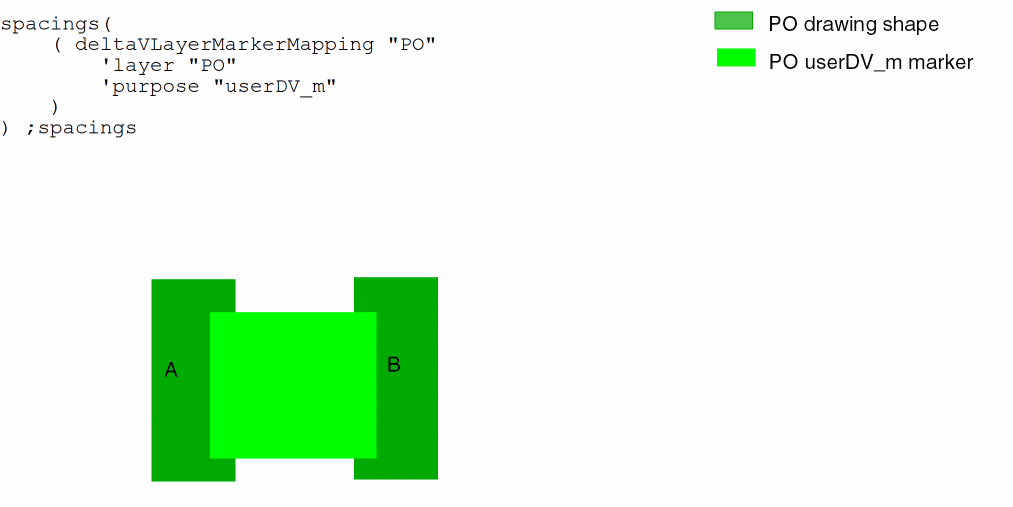 spacings(
( deltaVLayerMarkerMapping "PO"
'layer "PO"
'purpose "userDV_m"
)
) ;spacings
PO drawing shape
PO userDV_m marker
A
B